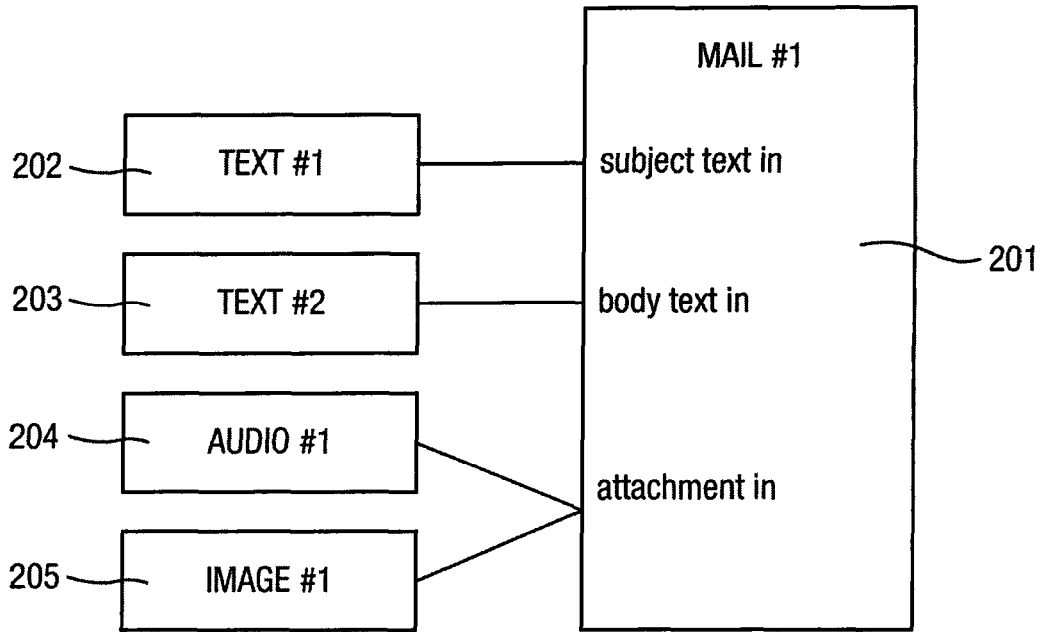 MAIL #1
202
TEXT #1
subject text in
201
203
TEXT #2
body text in
204
AUDIO #1
attachment in
205
IMAGE #1